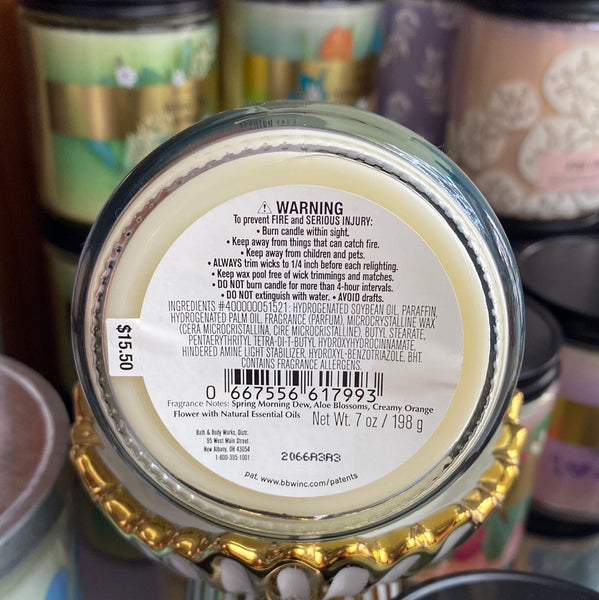 ⚠ WARNING
To prevent FIRE and SERIOUS INJURY:
• Burn candle within sight.
• Keep away from things that can catch fire.
• Keep away from children and pets.
• ALWAYS trim wicks to 1/4 inch before each relighting.
• Keep wax pool free of wick trimmings and matches.
• DO NOT burn candle for more than 4-hour intervals.
• DO NOT extinguish with water. • AVOID drafts.
INGREDIENTS #400000051521: HYDROGENATED SOYBEAN OIL, PARAFFIN,
HYDROGENATED PALM OIL, FRAGRANCE (PARFUM), MICROCRYSTALLINE WAX
(CERA MICROCRISTALLINA, CIRE MICROCRISTALLINE), BUTYL STEARATE,
PENTAERYTHRITYL TETRA-DI-T-BUTYL HYDROXYHYDROCINNAMATE,
HINDERED AMINE LIGHT STABILIZER, HYDROXYL-BENZOTRIAZOLE, BHT.
CONTAINS FRAGRANCE ALLERGENS.
$15.50
0 667556 617993
Fragrance Notes: Spring Morning Dew, Aloe Blossoms, Creamy Orange
Flower with Natural Essential Oils
Net Wt. 7 oz / 198 g
Bath & Body Works, Distr.
95 West Main Street
New Albany, OH 43054
1-800-395-1001
2066A3A3
pat. www.bbwinc.com/patents